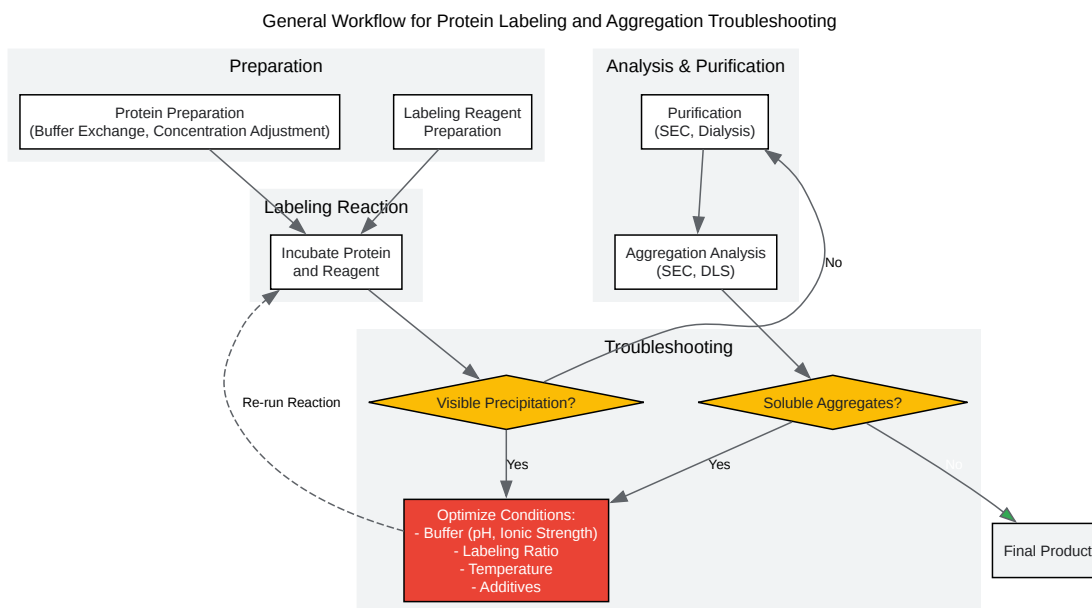 General Workflow for Protein Labeling and Aggregation Troubleshooting
Preparation
Analysis & Purification
Protein Preparation
(Buffer Exchange, Concentration Adjustment)
Labeling Reagent
Preparation
Purification
(SEC, Dialysis)
Labeling Reaction
Incubate Protein
and Reagent
Aggregation Analysis
(SEC, DLS)
No
Troubleshooting
Visible Precipitation?
Soluble Aggregates?
Re-run Reaction
Yes
Yes
No
Optimize Conditions:
- Buffer (pH, Ionic Strength)
- Labeling Ratio
- Temperature
- Additives
Final Product